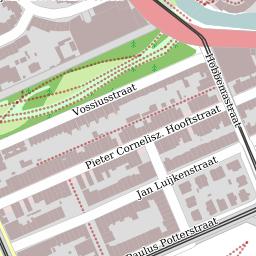 Hobbemastraat
Vossiusstraat
Pieter Cornelisz. Hooftstraat
Jan Luijkenstraat
Paulus Potterstraat